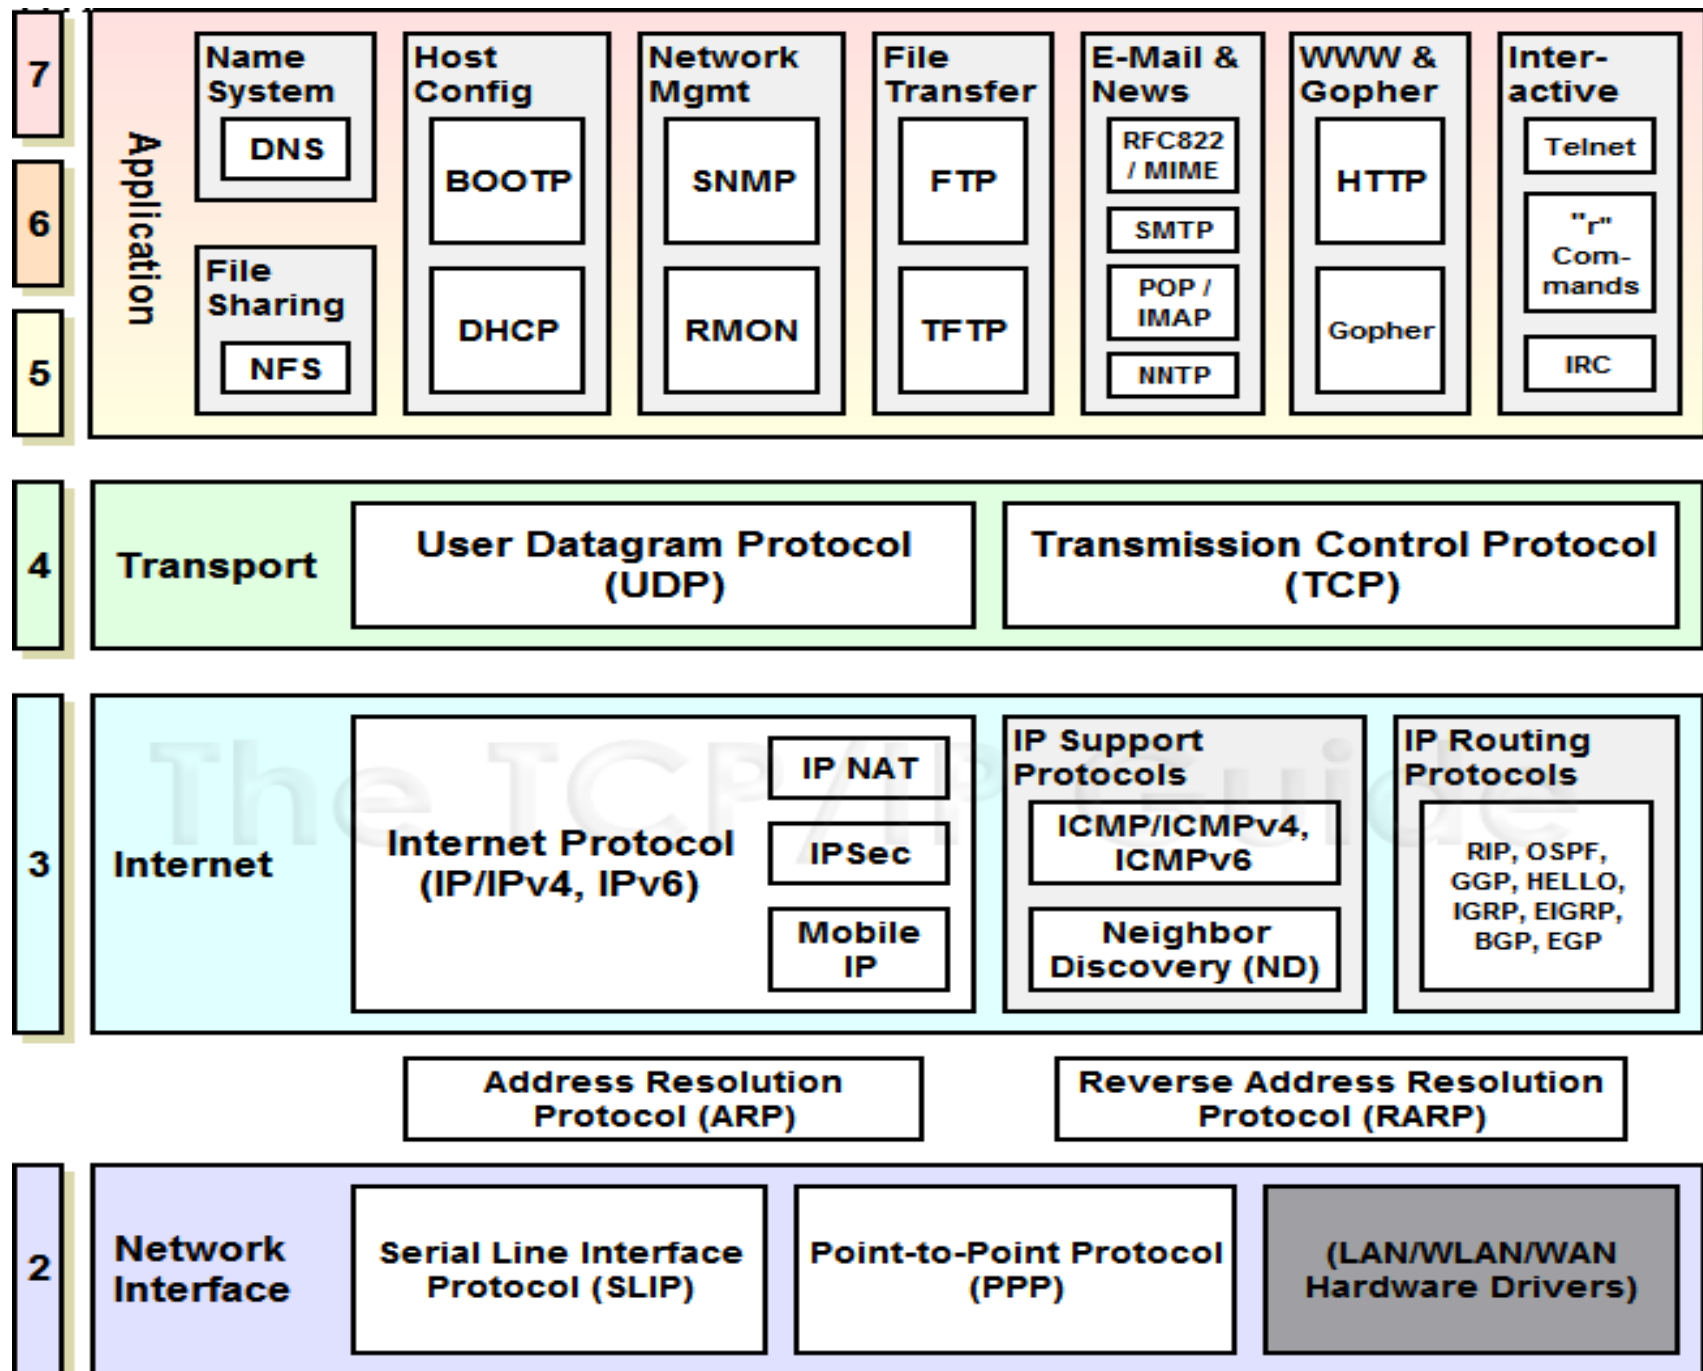 7
6
5
Application
Name
System
DNS
File
Sharing
NFS
Host
Config
BOOTP
DHCP
Network
Mgmt
SNMP
RMON
File
Transfer
FTP
TFTP
E-Mail &
News
RFC822
/ MIME
SMTP
POP /
IMAP
NNTP
WWW &
Gopher
HTTP
Gopher
Inter-
active
Telnet
"r"
Com-
mands
IRC
4
Transport
User Datagram Protocol
(UDP)
Transmission Control Protocol
(TCP)
The TCP/IP Guide
3
Internet
Internet Protocol
(IP/IPv4, IPv6)
IP NAT
IPSec
Mobile
IP
IP Support
Protocols
ICMP/ICMPv4,
ICMPv6
Neighbor
Discovery (ND)
IP Routing
Protocols
RIP, OSPF,
GGP, HELLO,
IGRP, EIGRP,
BGP, EGP
Address Resolution
Protocol (ARP)
Reverse Address Resolution
Protocol (RARP)
2
Network
Interface
Serial Line Interface
Protocol (SLIP)
Point-to-Point Protocol
(PPP)
(LAN/WLAN/WAN
Hardware Drivers)